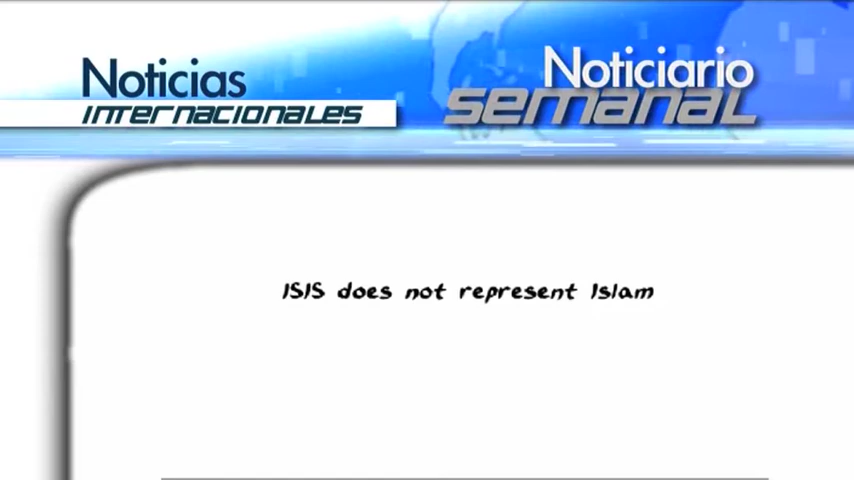 Noticias
internacionales
Noticiario
semanal
ISIS does not represent Islam